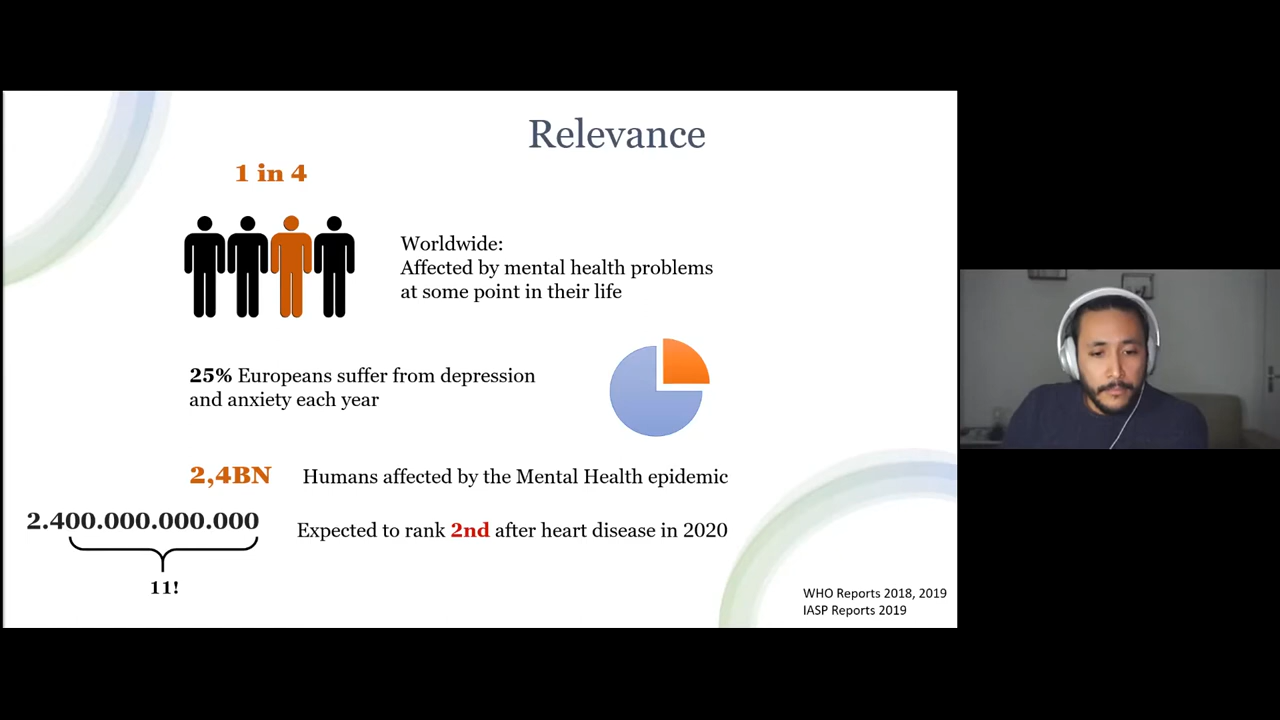 Relevance
1 in 4
Worldwide:
Affected by mental health problems
at some point in their life
25% Europeans suffer from depression
and anxiety each year
2,4BN Humans affected by the Mental Health epidemic
2.400.000.000.000
Expected to rank 2nd after heart disease in 2020
11!
WHO Reports 2018, 2019
IASP Reports 2019